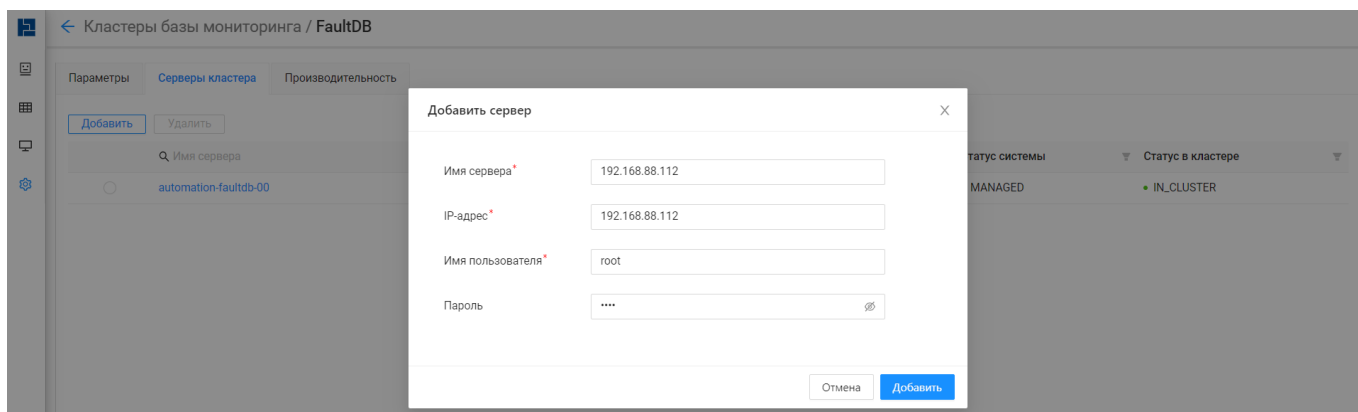 ← Кластеры базы мониторинга / FaultDB
Параметры Серверы кластера Производительность
Добавить Удалить
Имя сервера татус системы Статус в кластере
automation-faultdb-00 MANAGED IN_CLUSTER
Добавить сервер
Имя сервера* 192.168.88.112
IP-адрес* 192.168.88.112
Имя пользователя* root
Пароль ••••
Отмена Добавить